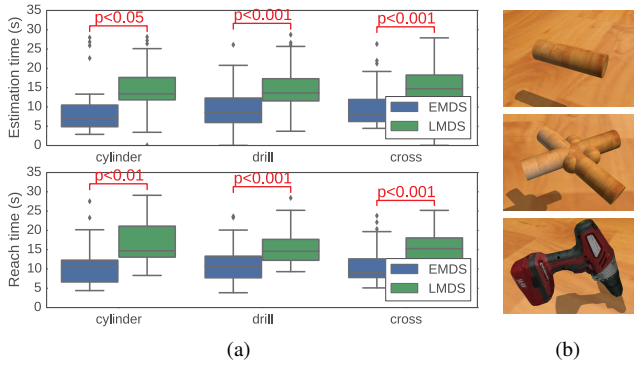 35
30
25
20
15
10
5
0
Estimation time (s)
p<0.05
p<0.001
p<0.001
EMDS
LMDS
cylinder drill cross
35
30
25
20
15
10
5
0
Reach time (s)
p<0.01
p<0.001
p<0.001
EMDS
LMDS
cylinder drill cross
(a) (b)